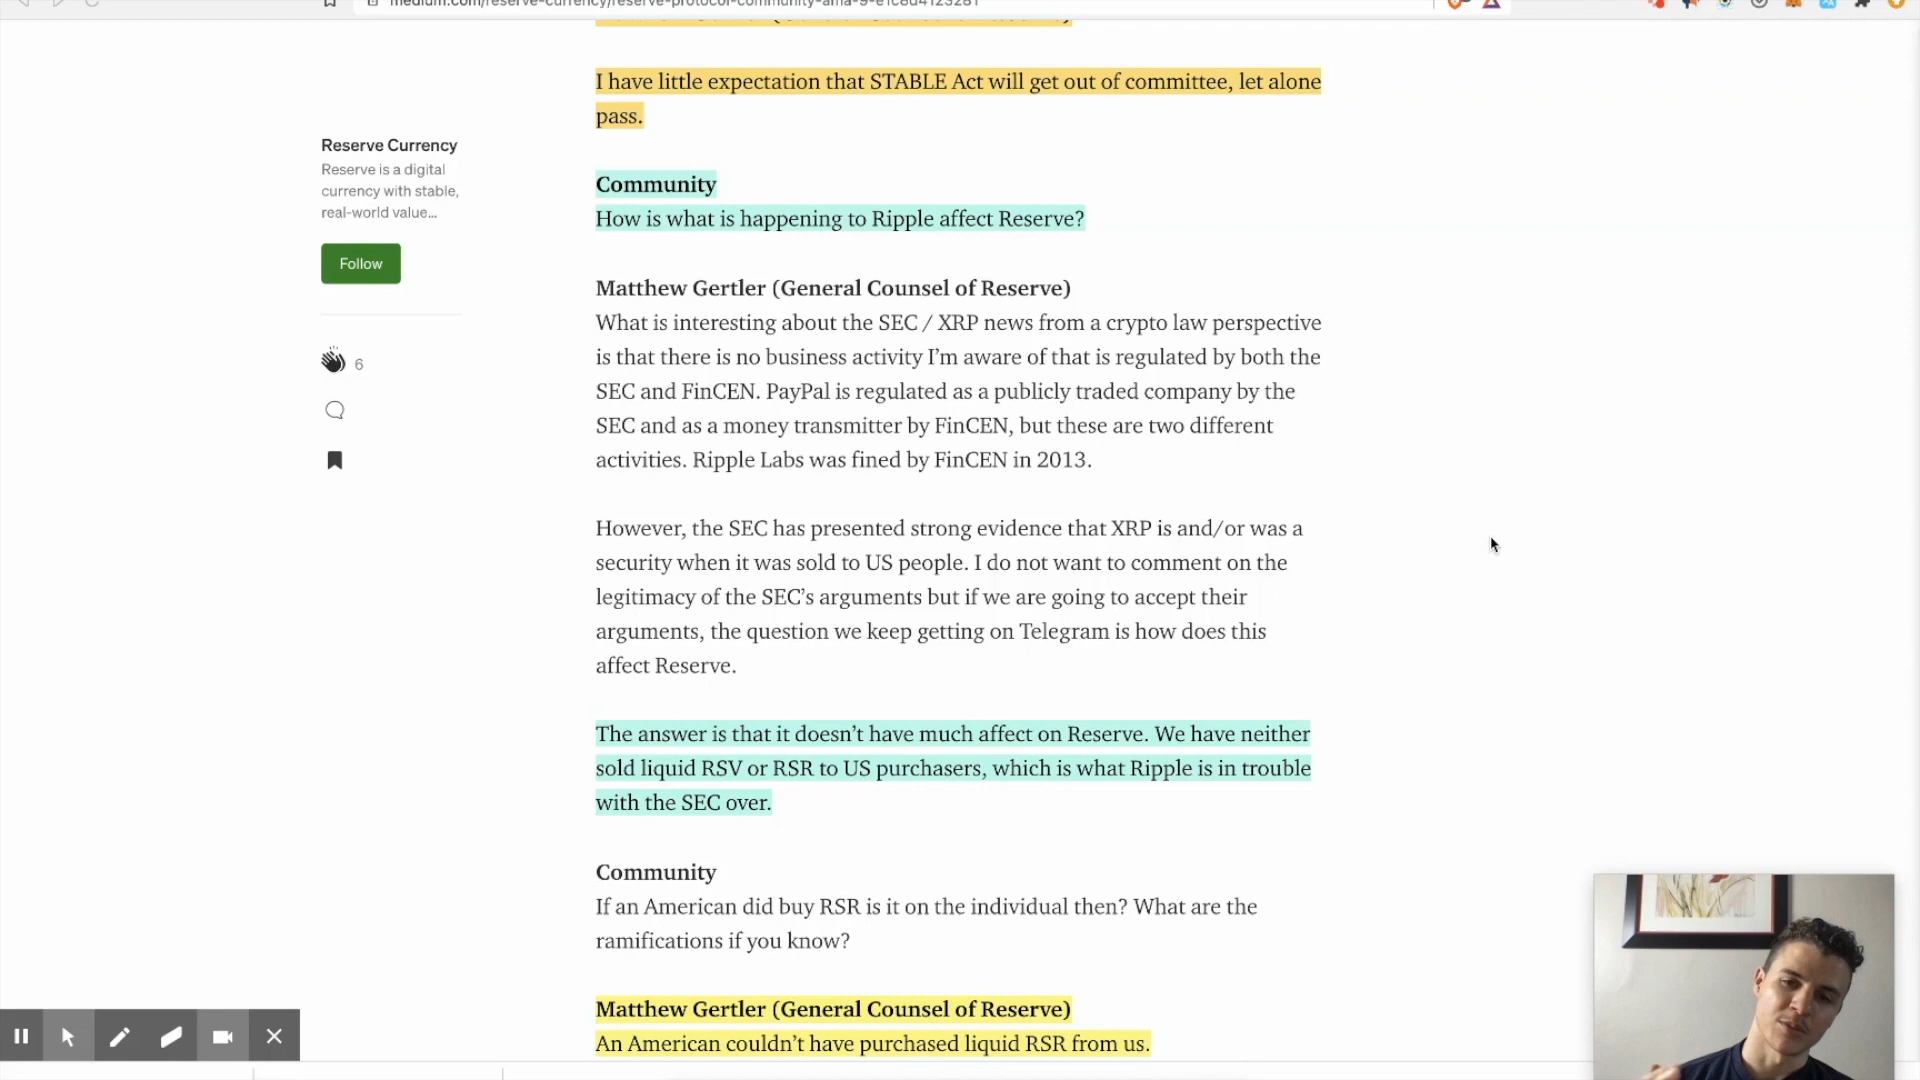 medium.com/reserve-currency/reserve-protocol-community-ama-9-e1c8d4123281
I have little expectation that STABLE Act will get out of committee, let alone
pass.
Reserve Currency
Reserve is a digital
currency with stable,
real-world value...
Follow
6
Community
How is what is happening to Ripple affect Reserve?
Matthew Gertler (General Counsel of Reserve)
What is interesting about the SEC / XRP news from a crypto law perspective
is that there is no business activity I’m aware of that is regulated by both the
SEC and FinCEN. PayPal is regulated as a publicly traded company by the
SEC and as a money transmitter by FinCEN, but these are two different
activities. Ripple Labs was fined by FinCEN in 2013.
However, the SEC has presented strong evidence that XRP is and/or was a
security when it was sold to US people. I do not want to comment on the
legitimacy of the SEC’s arguments but if we are going to accept their
arguments, the question we keep getting on Telegram is how does this
affect Reserve.
The answer is that it doesn’t have much affect on Reserve. We have neither
sold liquid RSV or RSR to US purchasers, which is what Ripple is in trouble
with the SEC over.
Community
If an American did buy RSR is it on the individual then? What are the
ramifications if you know?
Matthew Gertler (General Counsel of Reserve)
An American couldn’t have purchased liquid RSR from us.